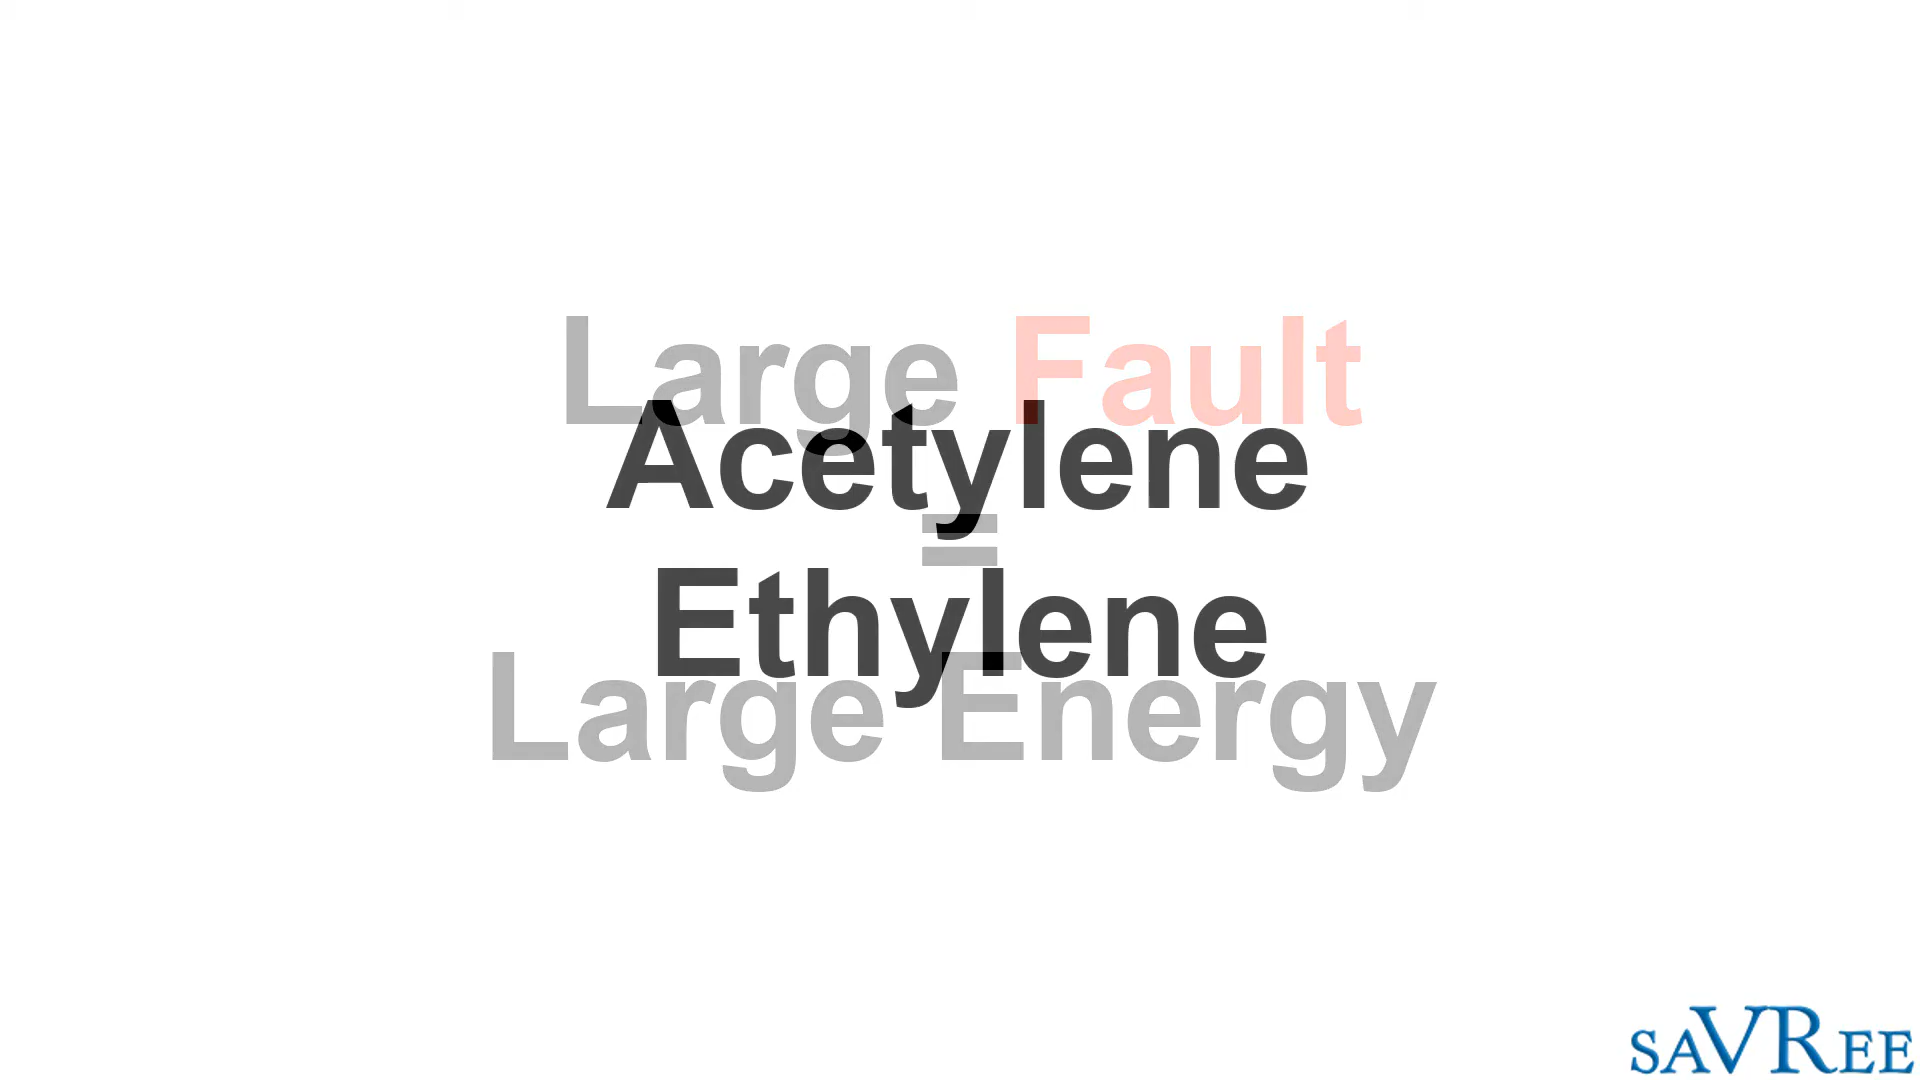 Large Fault
Acetylene
=
Ethylene
Large Energy
saVRee